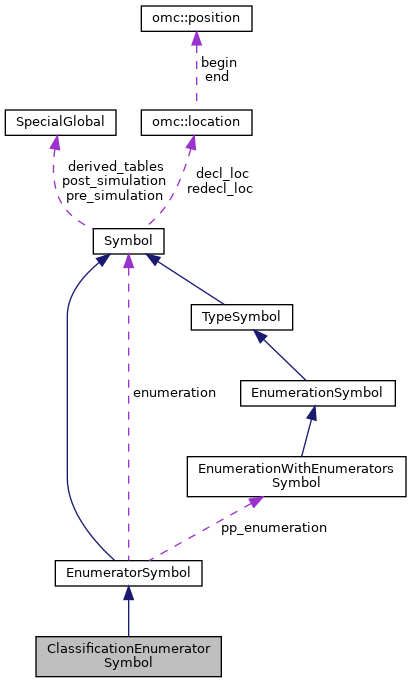 omc::position
begin
end
SpecialGlobal
omc::location
derived_tables
post_simulation
pre_simulation
decl_loc
redecl_loc
Symbol
TypeSymbol
enumeration
EnumerationSymbol
EnumerationWithEnumerators
Symbol
pp_enumeration
EnumeratorSymbol
ClassificationEnumerator
Symbol